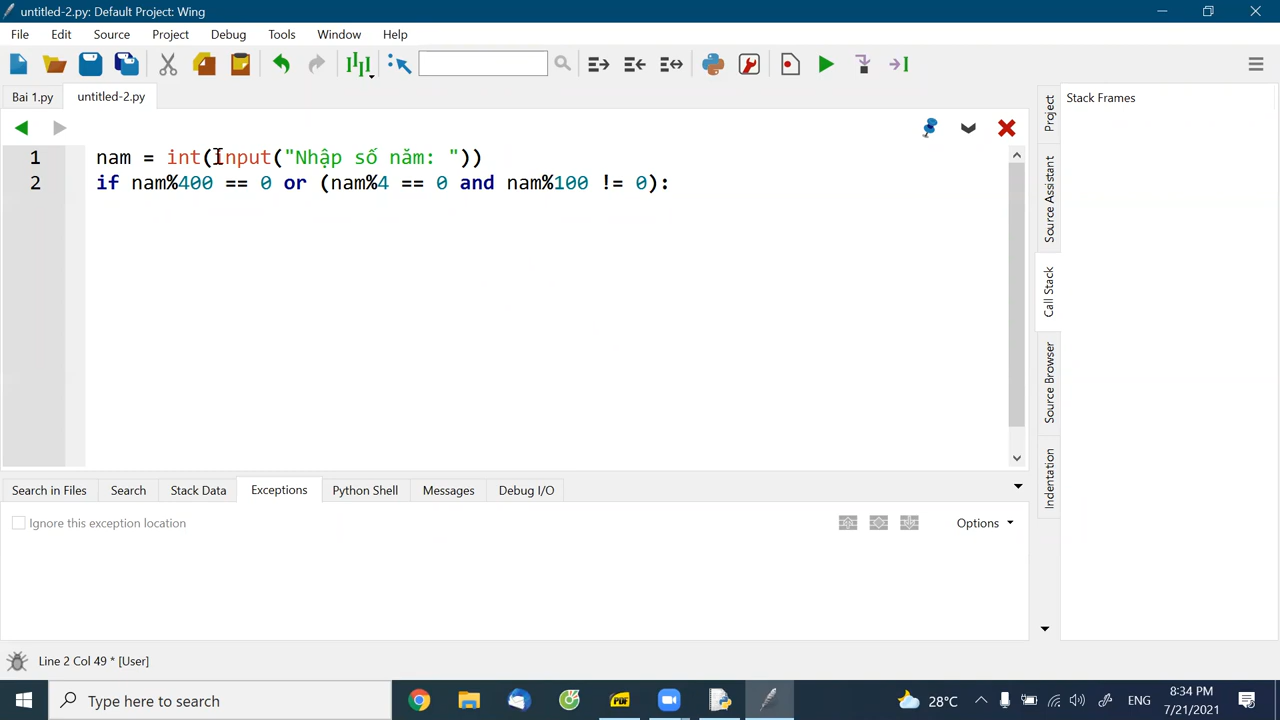 untitled-2.py: Default Project: Wing
File Edit Source Project Debug Tools Window Help
Bai 1.py untitled-2.py
Stack Frames
1 nam = int(input("Nhập số năm: "))
2 if nam%400 == 0 or (nam%4 == 0 and nam%100 != 0):
Project
Source Assistant
Call Stack
Source Browser
Indentation
Search in Files Search Stack Data Exceptions Python Shell Messages Debug I/O
Ignore this exception location Options
Line 2 Col 49 * [User]
Type here to search
PDF
28°C ENG
8:34 PM
7/21/2021